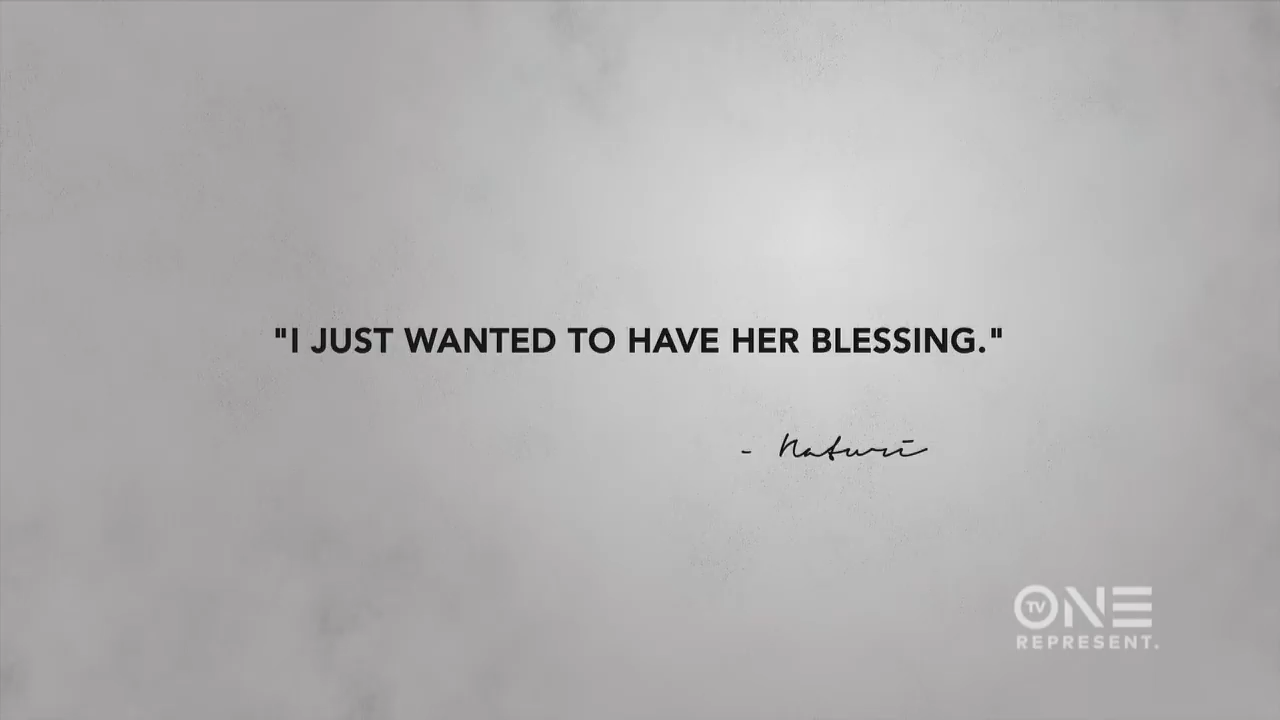 "I JUST WANTED TO HAVE HER BLESSING."
- Naturi
TV ONE
REPRESENT.